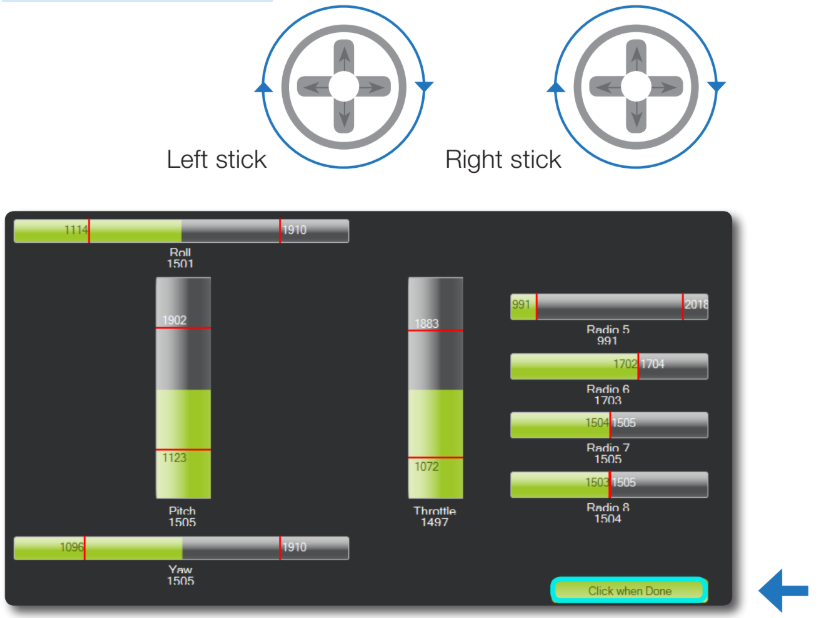 Left stick
Right stick
1114
1910
Roll
1501
1902
1123
Pitch
1505
1883
1072
Throttle
1497
991
2018
Radio 5
991
1702
1704
Radio 6
1703
1504
1505
Radio 7
1505
1503
1505
Radio 8
1504
1096
1910
Yaw
1505
Click when Done